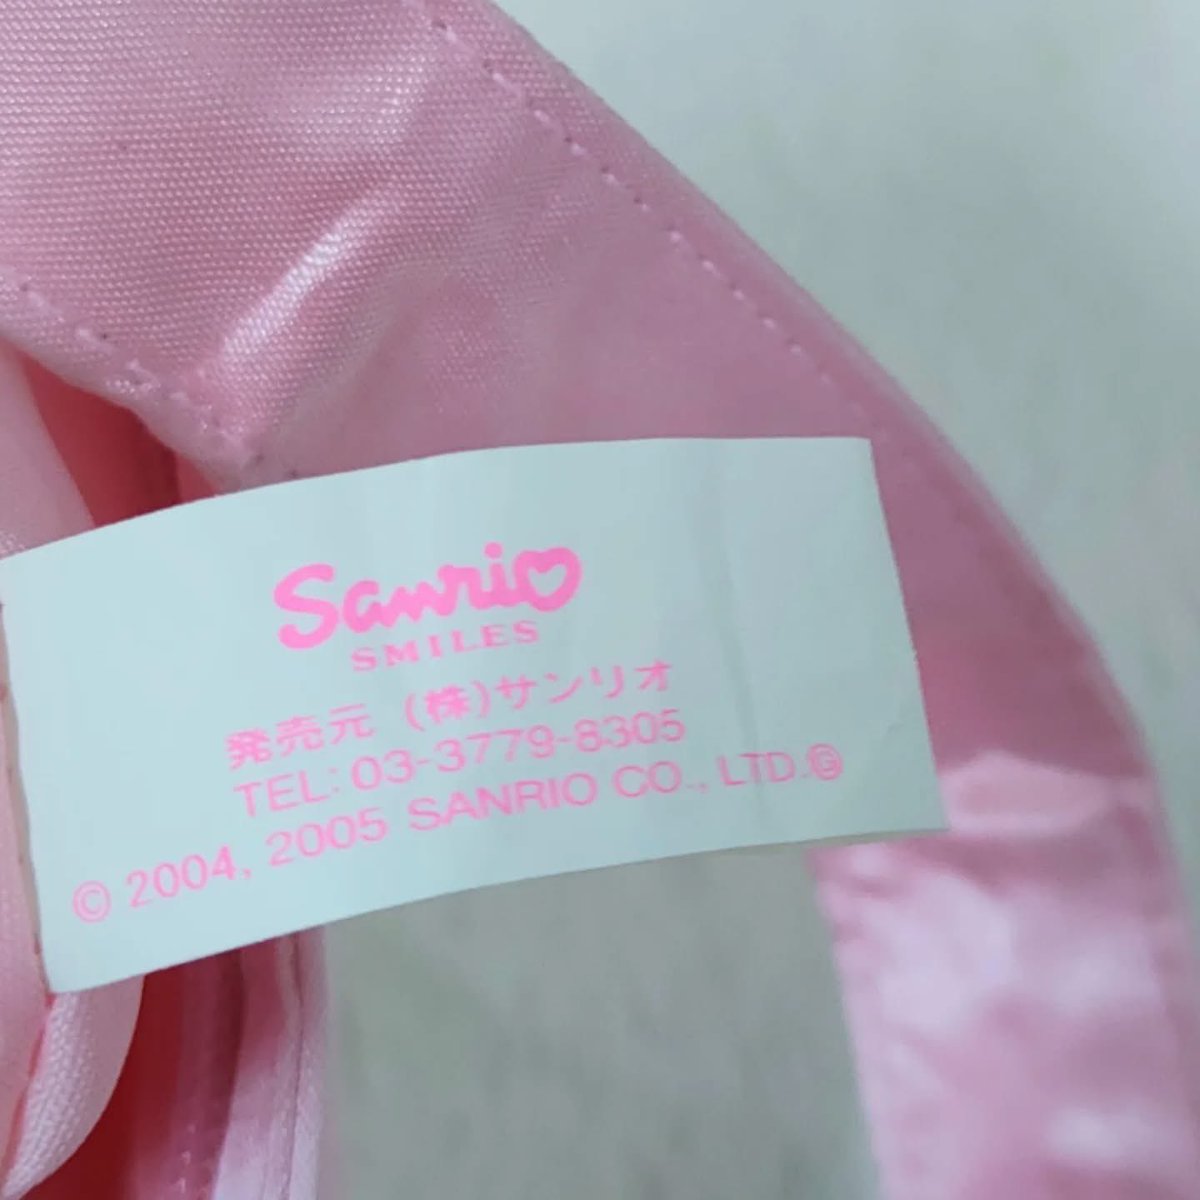 Sanrio
SMILES
発売元 (株)サンリオ
TEL: 03-3779-8305
© 2004, 2005 SANRIO CO., LTD. Ⓖ